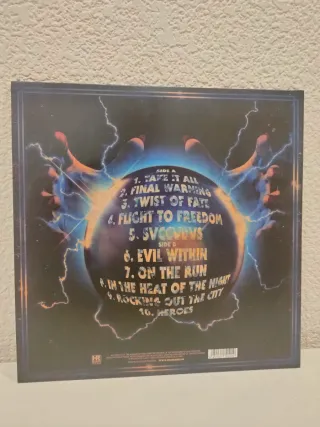 SIDE A
1. TAKE IT ALL
2. FINAL WARNING
3. TWIST OF FATE
4. FLIGHT TO FREEDOM
5. SVCCVBVS
SIDE B
6. EVIL WITHIN
7. ON THE RUN
8. IN THE HEAT OF THE NIGHT
9. ROCKING OUT THE CITY
10. HEROES